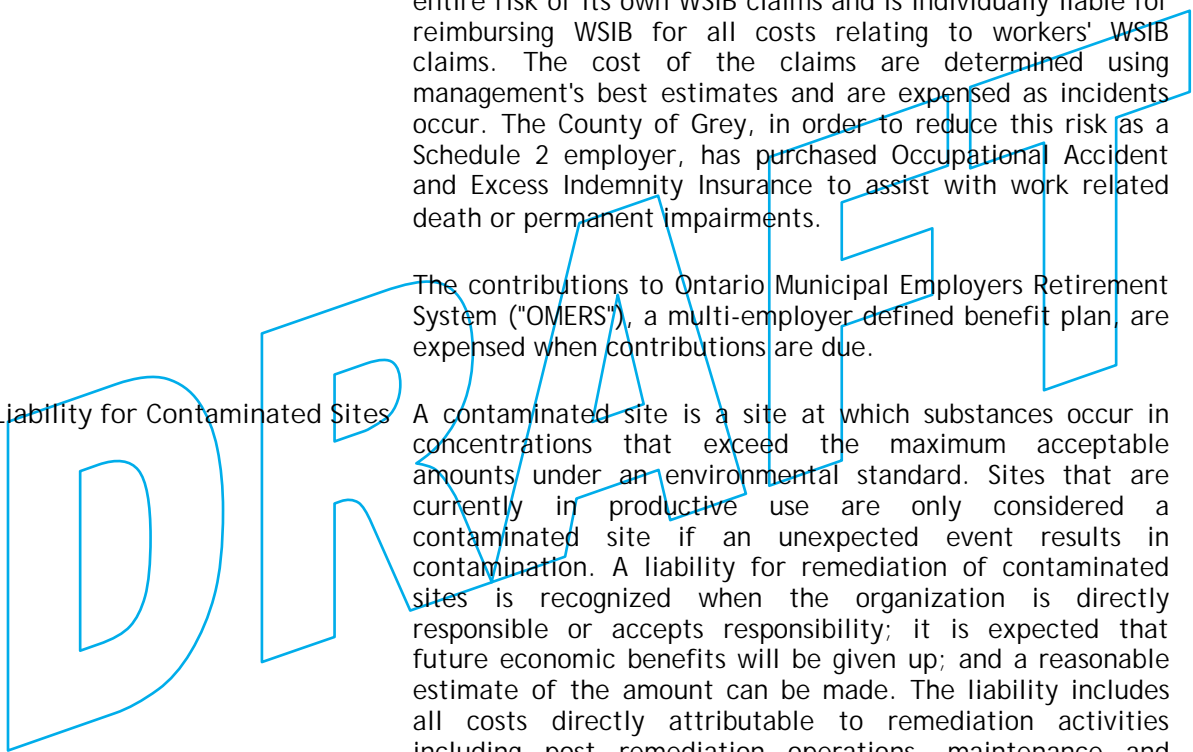 entire risk of its own WSIB claims and is individually liable for
reimbursing WSIB for all costs relating to workers' WSIB
claims. The cost of the claims are determined using
management's best estimates and are expensed as incidents
occur. The County of Grey, in order to reduce this risk as a
Schedule 2 employer, has purchased Occupational Accident
and Excess Indemnity Insurance to assist with work related
death or permanent impairments.
The contributions to Ontario Municipal Employers Retirement
System ("OMERS"), a multi-employer defined benefit plan, are
expensed when contributions are due.
Liability for Contaminated Sites A contaminated site is a site at which substances occur in
concentrations that exceed the maximum acceptable
amounts under an environmental standard. Sites that are
currently in productive use are only considered a
contaminated site if an unexpected event results in
contamination. A liability for remediation of contaminated
sites is recognized when the organization is directly
responsible or accepts responsibility; it is expected that
future economic benefits will be given up; and a reasonable
estimate of the amount can be made. The liability includes
all costs directly attributable to remediation activities
including post remediation operations, maintenance and
DRAFT